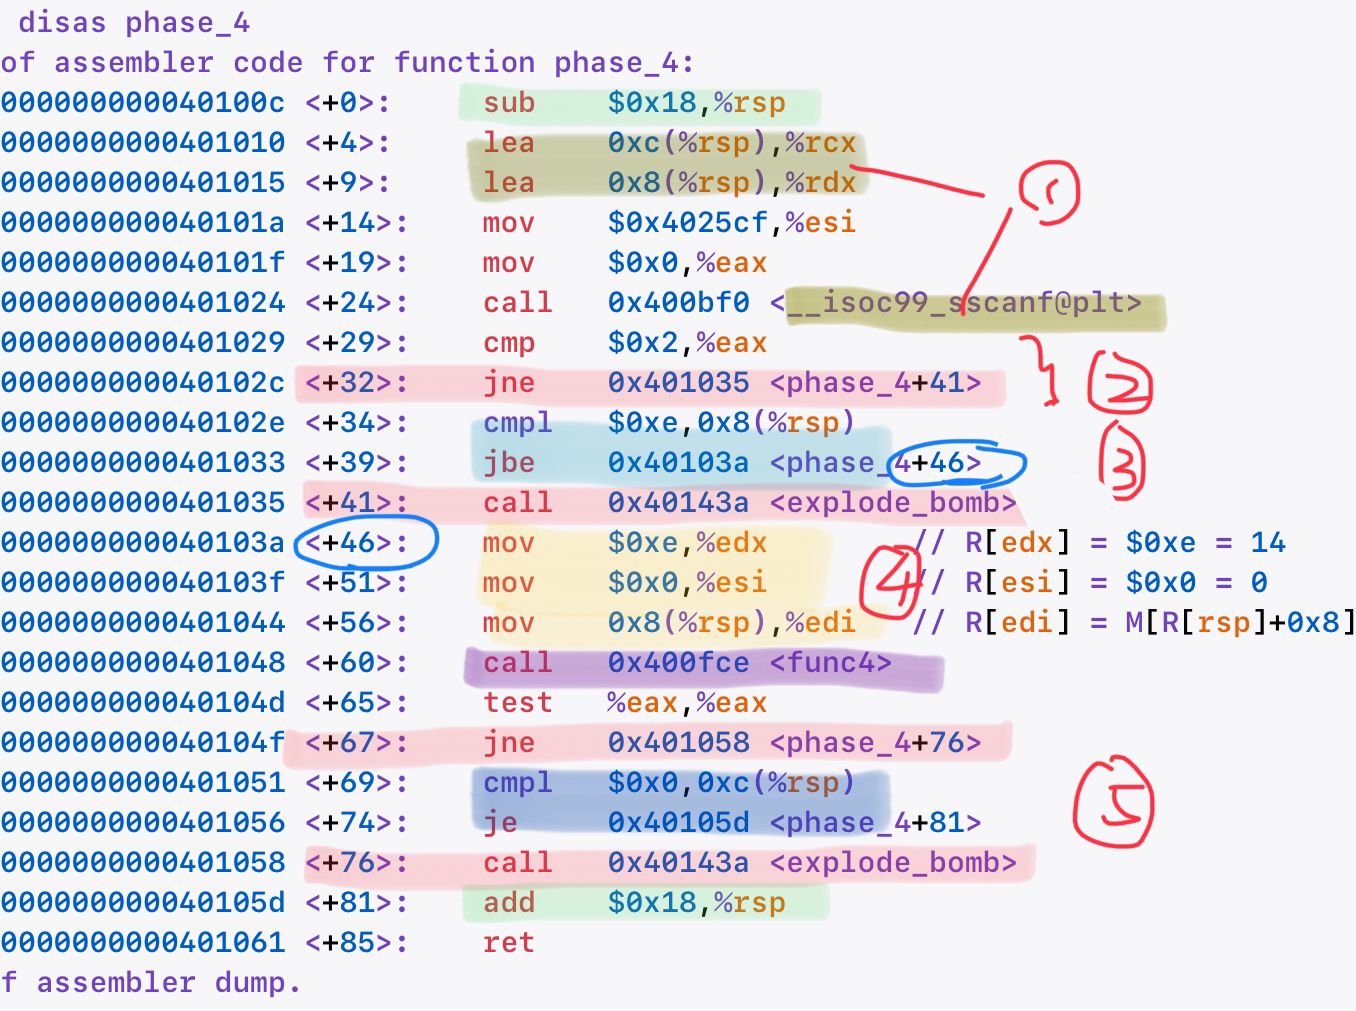 disas phase_4
of assembler code for function phase_4:
000000000040100c <+0>:    sub    $0x18,%rsp
0000000000401010 <+4>:    lea    0xc(%rsp),%rcx
0000000000401015 <+9>:    lea    0x8(%rsp),%rdx
1
000000000040101a <+14>:    mov    $0x4025cf,%esi
000000000040101f <+19>:    mov    $0x0,%eax
0000000000401024 <+24>:    call    0x400bf0 <__isoc99_sscanf@plt>
0000000000401029 <+29>:    cmp    $0x2,%eax
000000000040102c <+32>:    jne    0x401035 <phase_4+41>
2
000000000040102e <+34>:    cmpl    $0xe,0x8(%rsp)
0000000000401033 <+39>:    jbe    0x40103a <phase_4+46>
3
0000000000401035 <+41>:    call    0x40143a <explode_bomb>
000000000040103a <+46>:    mov    $0xe,%edx    // R[edx] = $0xe = 14
000000000040103f <+51>:    mov    $0x0,%esi    // R[esi] = $0x0 = 0
4
0000000000401044 <+56>:    mov    0x8(%rsp),%edi    // R[edi] = M[R[rsp]+0x8]
0000000000401048 <+60>:    call    0x400fce <func4>
000000000040104d <+65>:    test    %eax,%eax
000000000040104f <+67>:    jne    0x401058 <phase_4+76>
0000000000401051 <+69>:    cmpl    $0x0,0xc(%rsp)
0000000000401056 <+74>:    je    0x40105d <phase_4+81>
5
0000000000401058 <+76>:    call    0x40143a <explode_bomb>
000000000040105d <+81>:    add    $0x18,%rsp
0000000000401061 <+85>:    ret
f assembler dump.